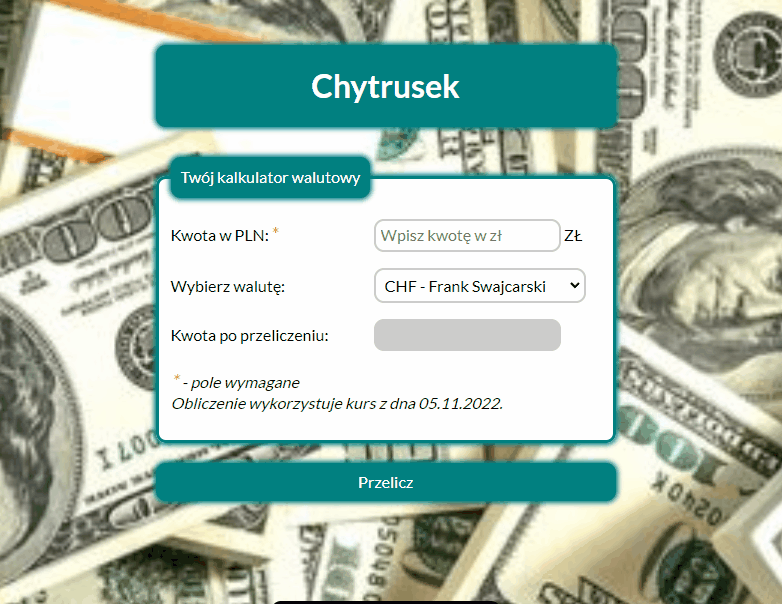 Chytrusek
Twój kalkulator walutowy
Kwota w PLN: *
Wpisz kwotę w zł ZŁ
Wybierz walutę:
CHF - Frank Swajcarski
Kwota po przeliczeniu:
* - pole wymagane
Obliczenie wykorzystuje kurs z dna 05.11.2022.
Przelicz